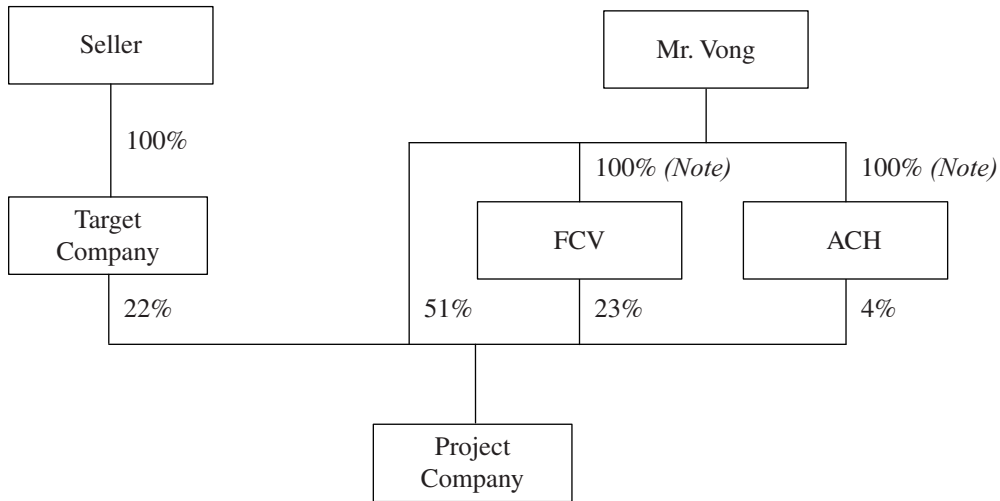 Seller
Mr. Vong
100%
100% (Note)
100% (Note)
Target
Company
FCV
ACH
22%
51%
23%
4%
Project
Company